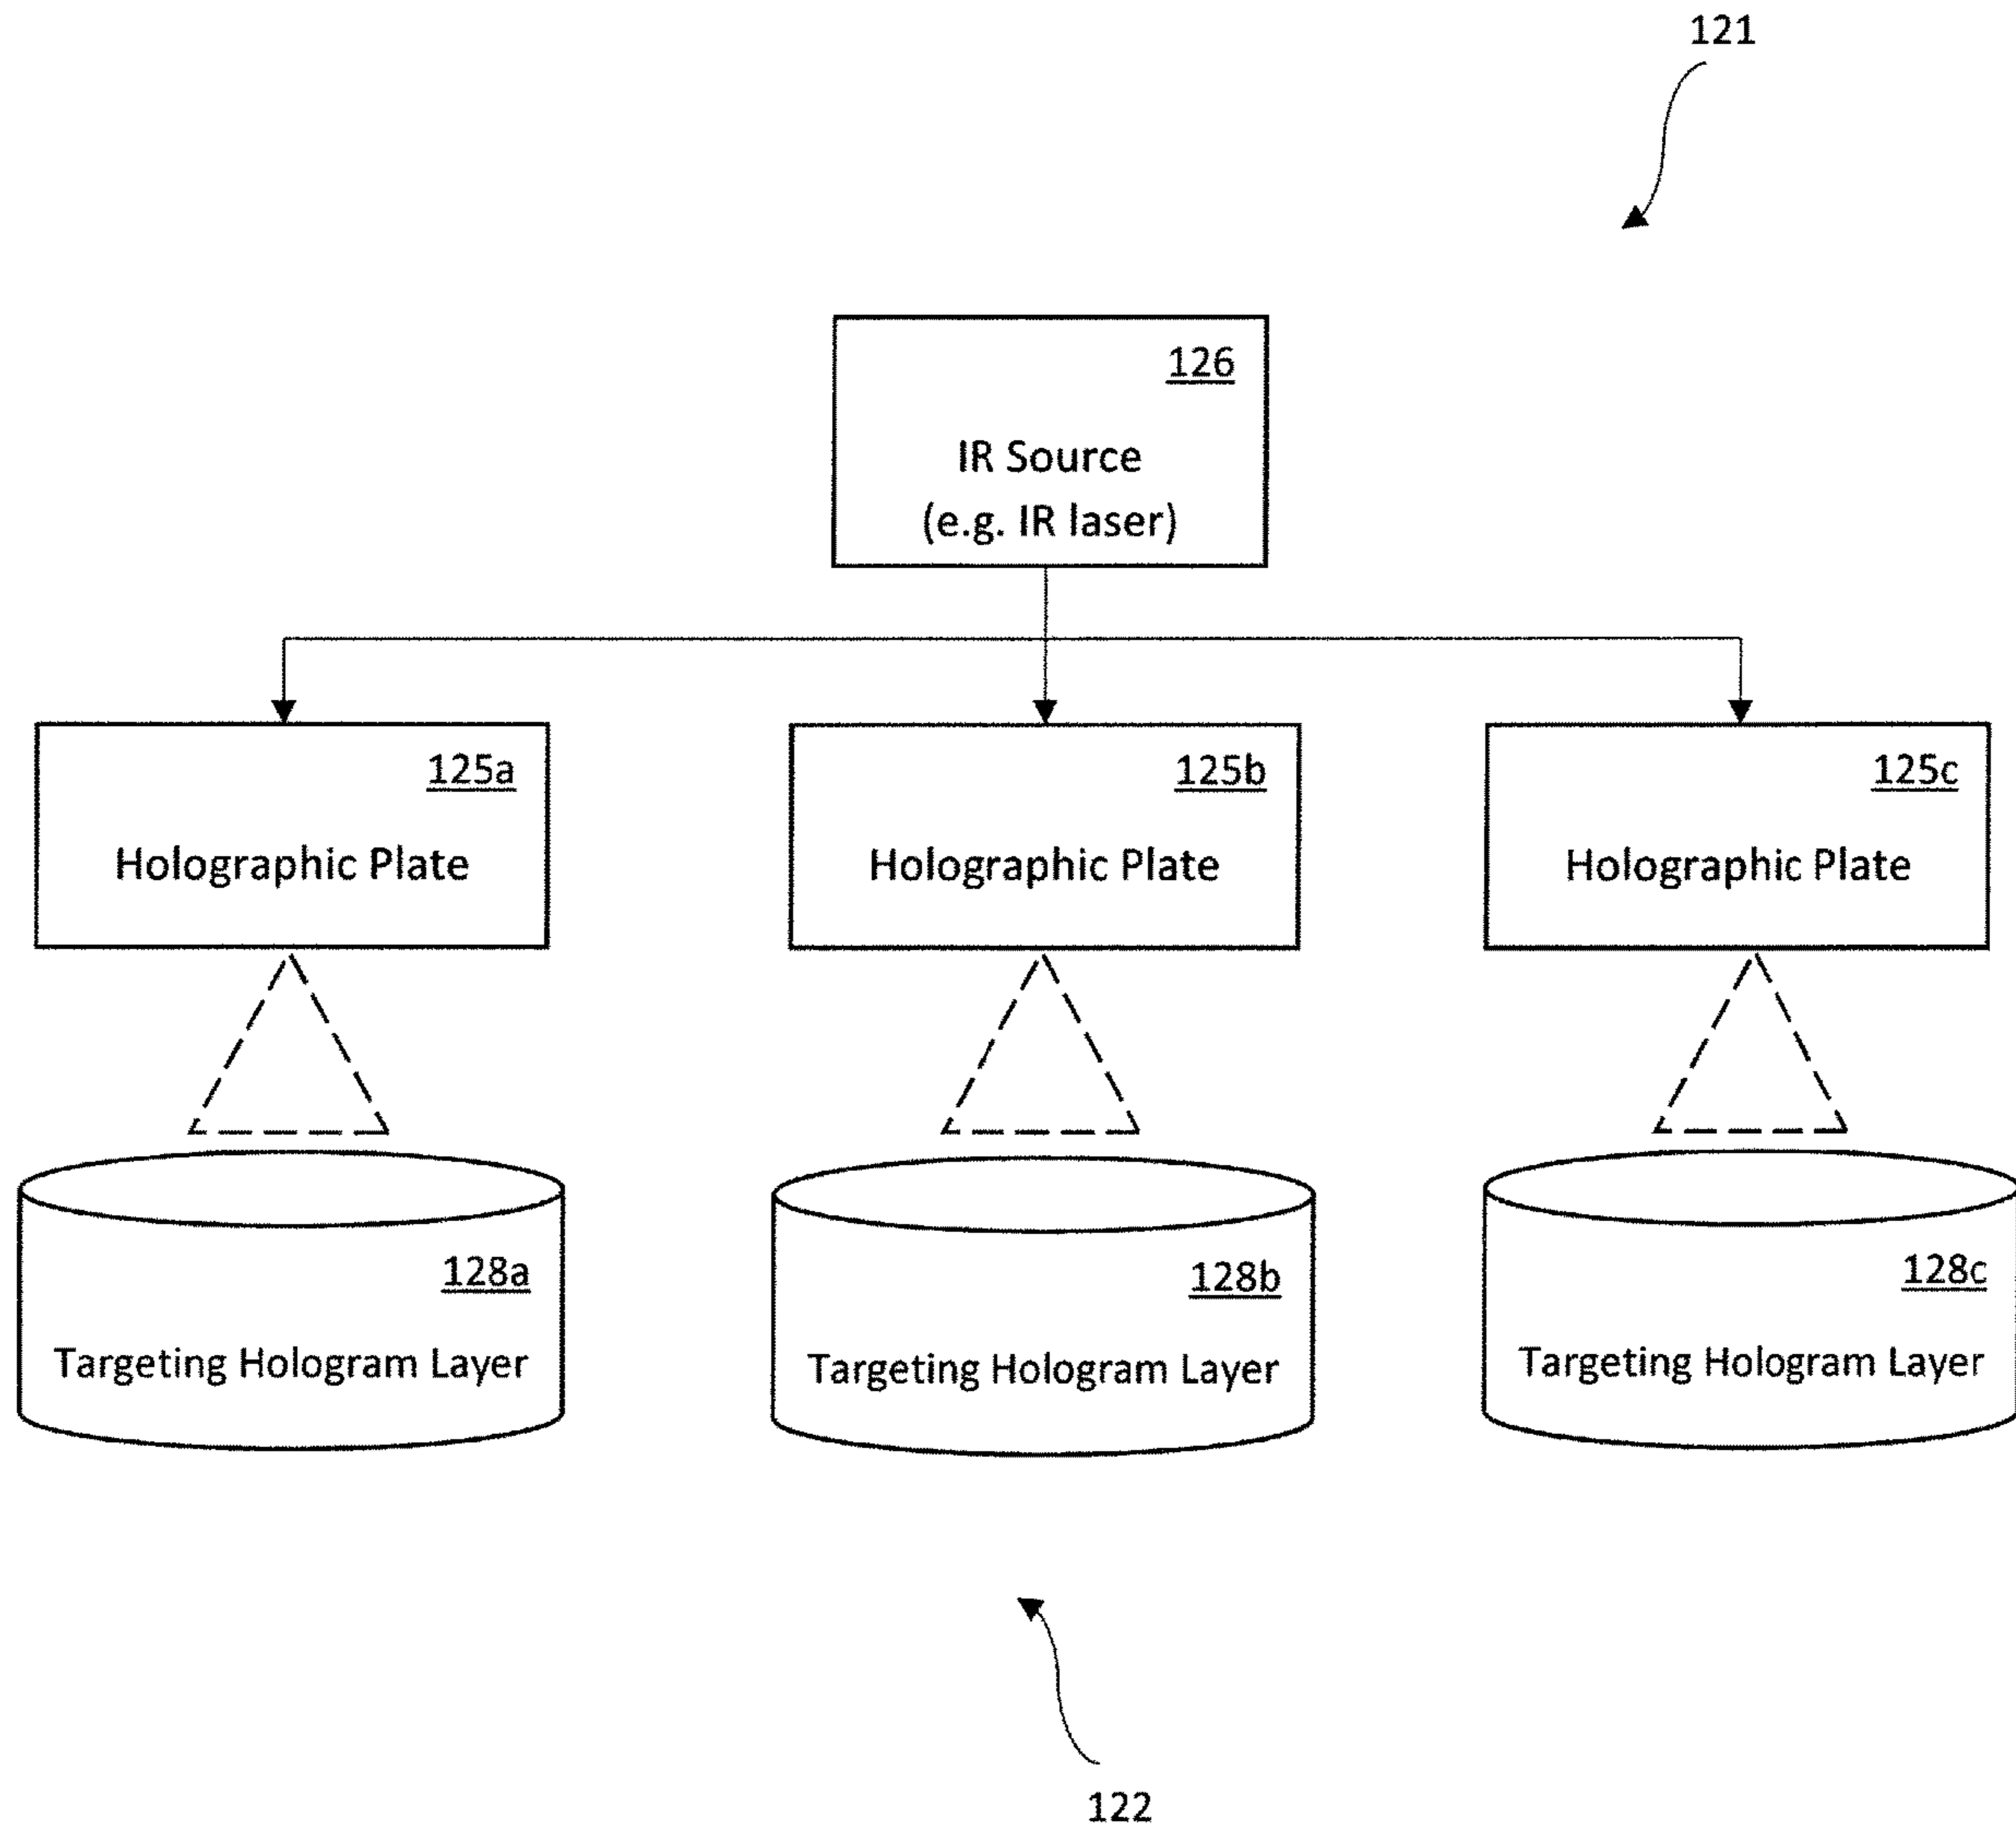 121
126
IR Source
(e.g. IR laser)
125a
Holographic Plate
125b
Holographic Plate
125c
Holographic Plate
128a
Targeting Hologram Layer
128b
Targeting Hologram Layer
128c
Targeting Hologram Layer
122